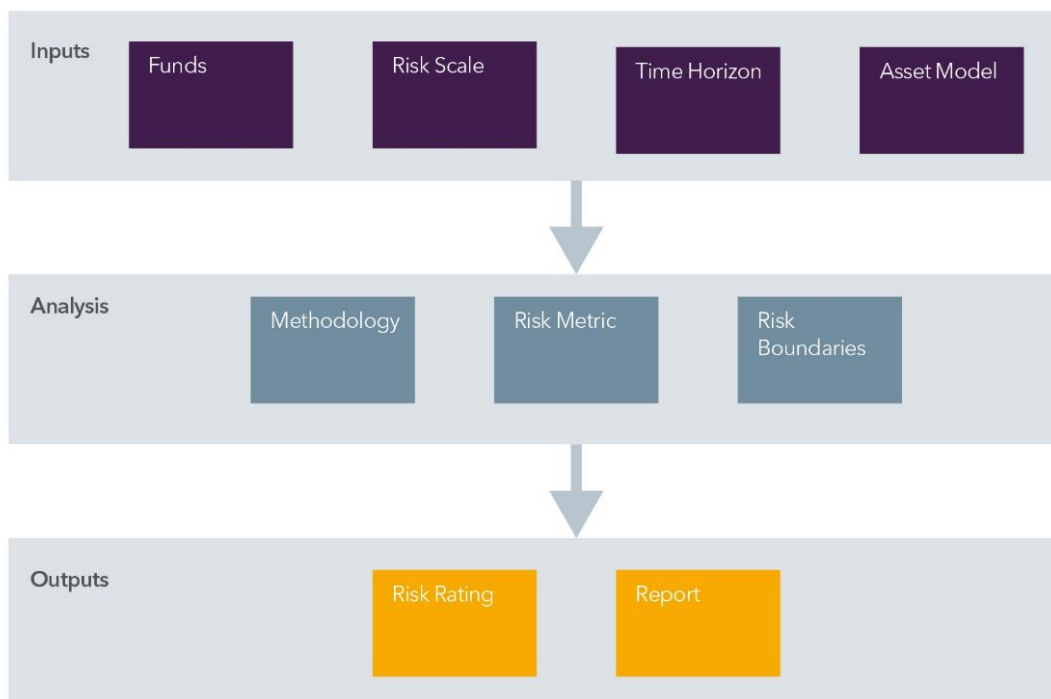 Inputs
Funds
Risk Scale
Time Horizon
Asset Model
Analysis
Methodology
Risk Metric
Risk
Boundaries
Outputs
Risk Rating
Report